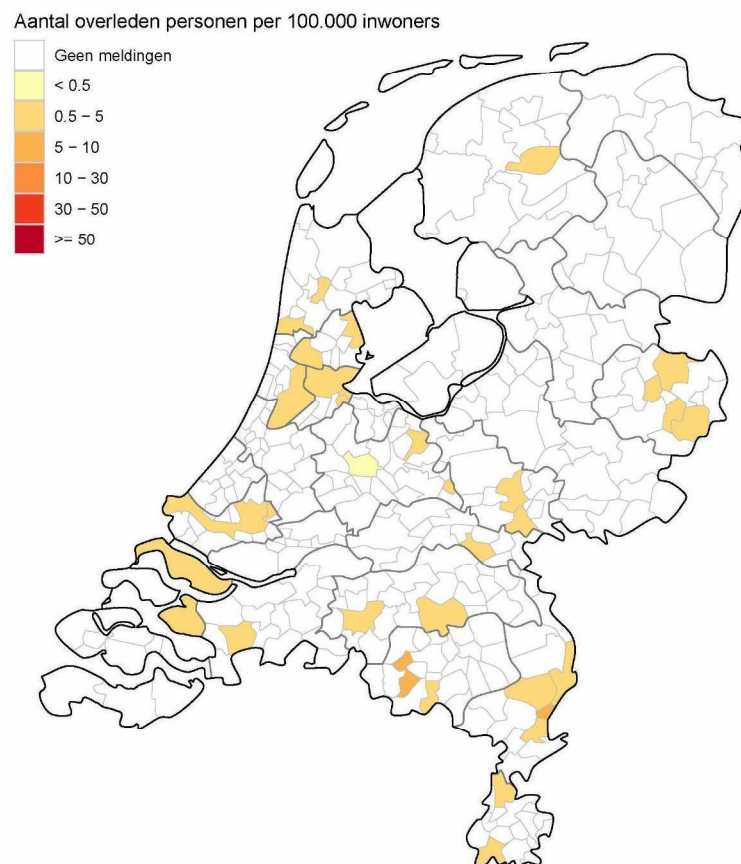 Aantal overleden personen per 100.000 inwoners
Geen meldingen
< 0.5
0.5 – 5
5 – 10
10 – 30
30 – 50
>= 50